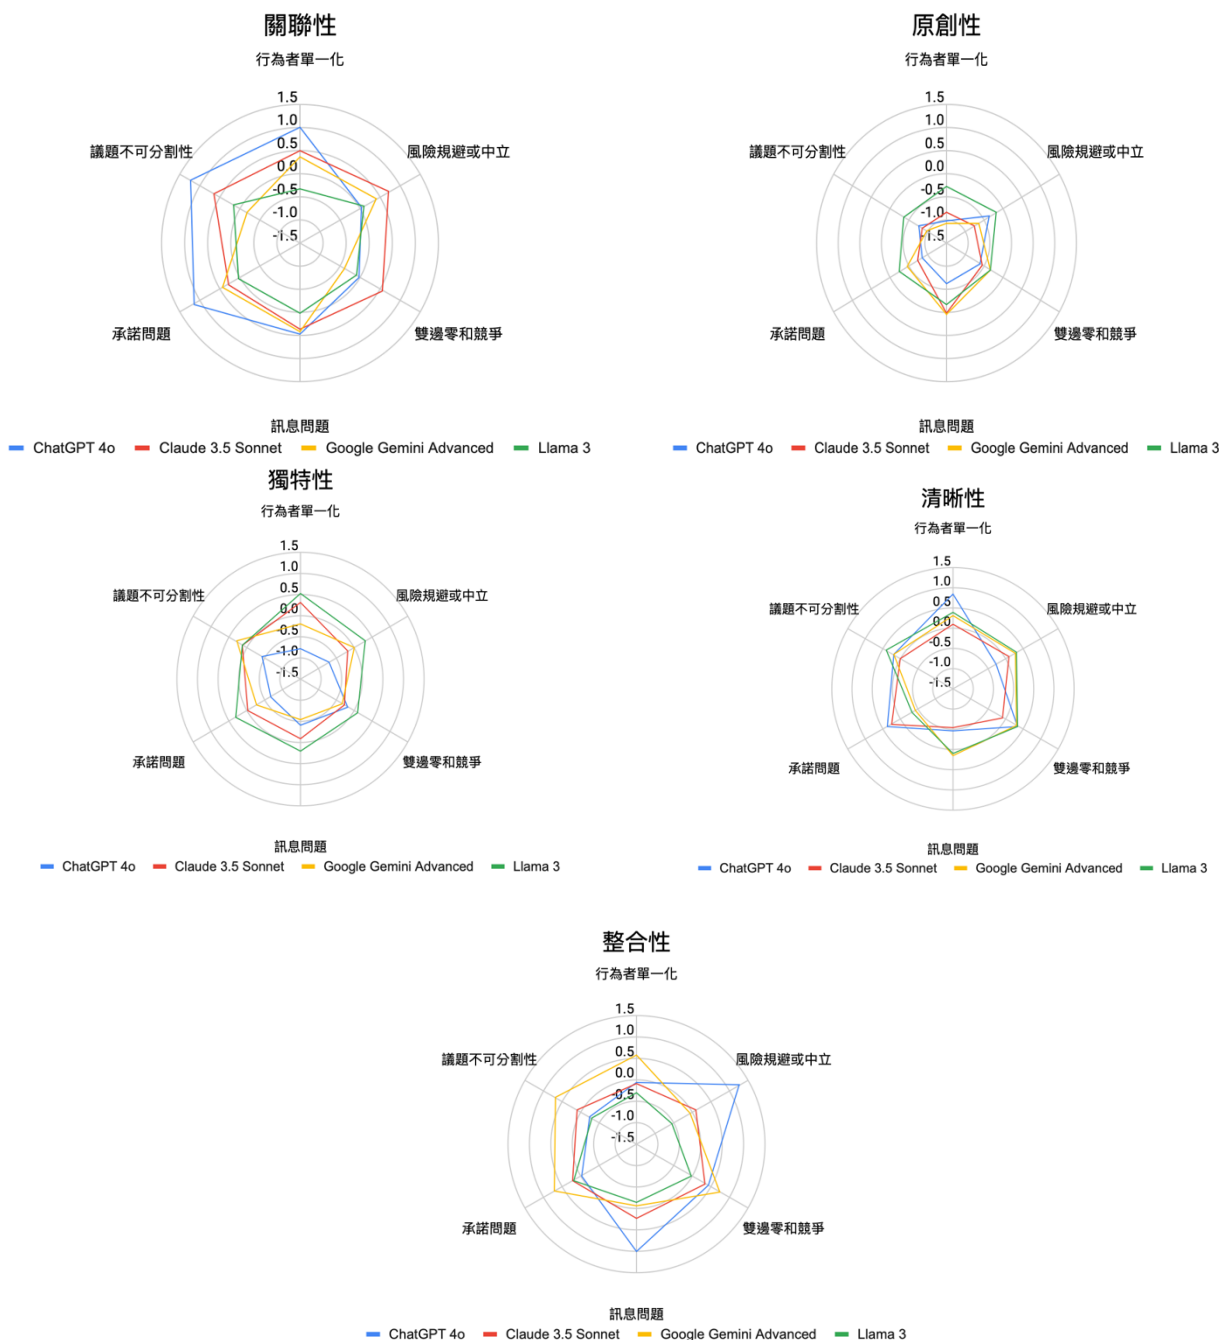 關聯性
行為者單一化
1.5
1.0
0.5
0.0
-0.5
-1.0
-1.5
議題不可分割性
風險規避或中立
承諾問題
雙邊零和競爭
訊息問題
ChatGPT 4o Claude 3.5 Sonnet Google Gemini Advanced Llama 3
原創性
行為者單一化
1.5
1.0
0.5
0.0
-0.5
-1.0
-1.5
議題不可分割性
風險規避或中立
承諾問題
雙邊零和競爭
訊息問題
ChatGPT 4o Claude 3.5 Sonnet Google Gemini Advanced Llama 3
獨特性
行為者單一化
1.5
1.0
0.5
0.0
-0.5
-1.0
-1.5
議題不可分割性
風險規避或中立
承諾問題
雙邊零和競爭
訊息問題
ChatGPT 4o Claude 3.5 Sonnet Google Gemini Advanced Llama 3
清晰性
行為者單一化
1.5
1.0
0.5
0.0
-0.5
-1.0
-1.5
議題不可分割性
風險規避或中立
承諾問題
雙邊零和競爭
訊息問題
ChatGPT 4o Claude 3.5 Sonnet Google Gemini Advanced Llama 3
整合性
行為者單一化
1.5
1.0
0.5
0.0
-0.5
-1.0
-1.5
議題不可分割性
風險規避或中立
承諾問題
雙邊零和競爭
訊息問題
ChatGPT 4o Claude 3.5 Sonnet Google Gemini Advanced Llama 3